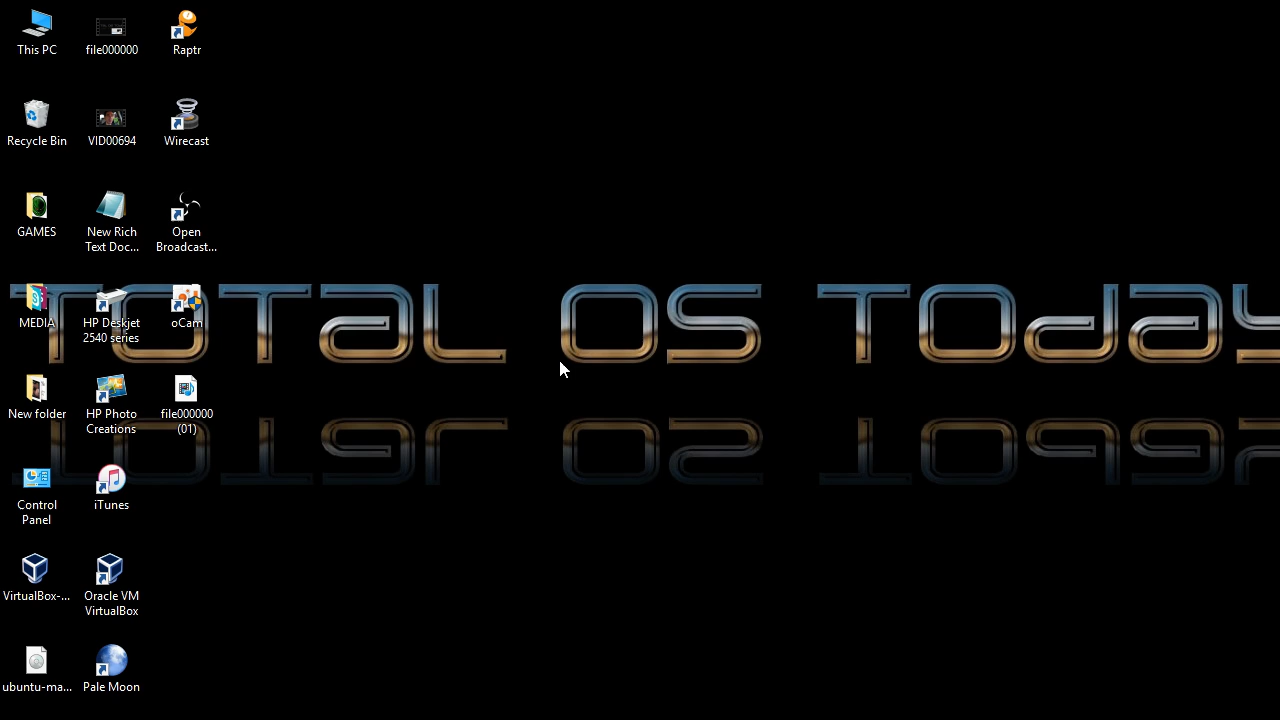 This PC
file000000
Raptr
Recycle Bin
VID00694
Wirecast
GAMES
New Rich
Text Doc...
Open
Broadcast...
TOTAL OS TODAY
MEDIA
HP Deskjet
2540 series
oCam
New folder
HP Photo
Creations
file000000
(01)
Control
Panel
iTunes
VirtualBox-...
Oracle VM
VirtualBox
ubuntu-ma...
Pale Moon